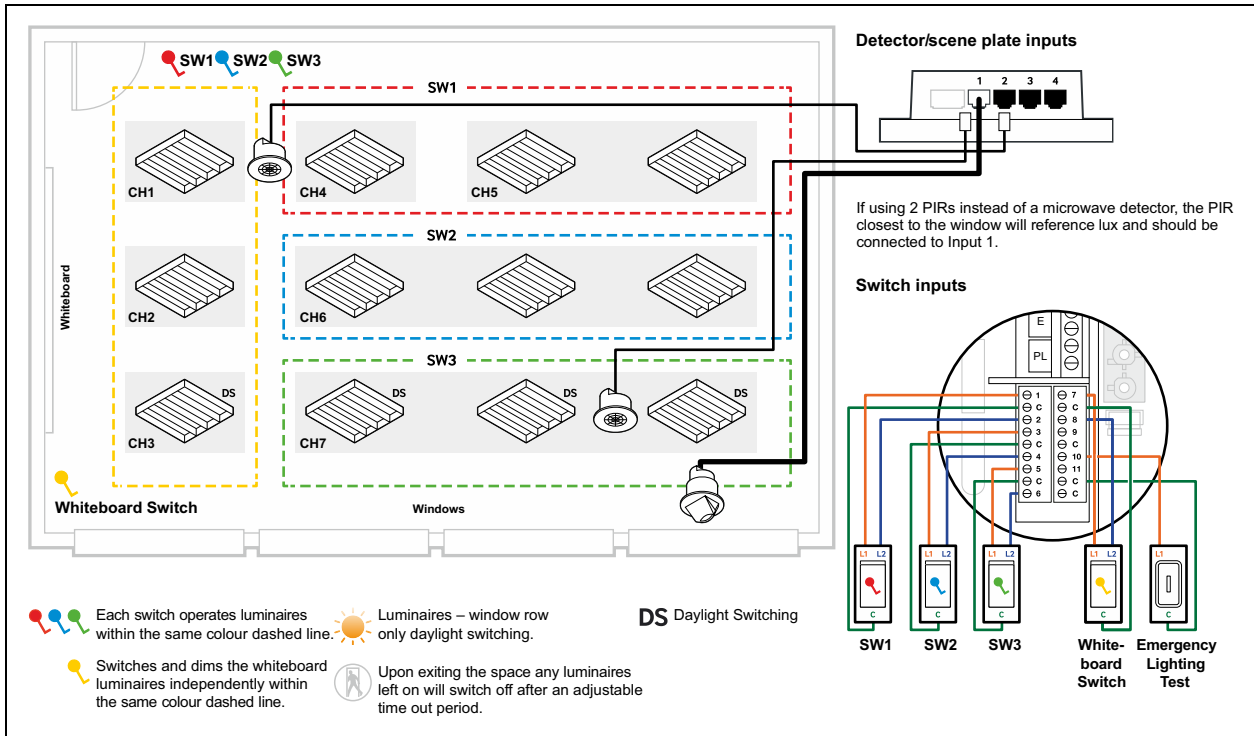 SW1 SW2 SW3
SW1
CH1
CH4
CH5
SW2
CH2
CH6
SW3
DS
DS
DS
DS
CH3
CH7
Whiteboard
Whiteboard Switch
Windows
Detector/scene plate inputs
1 2 3 4
If using 2 PIRs instead of a microwave detector, the PIR
closest to the window will reference lux and should be
connected to Input 1.
Switch inputs
E
PL
1 7
C C
2 8
3 9
C C
4 10
5 11
C C
6 C
L1 L2
L1 L2
L1 L2
L1 L2
L1
C
C
C
C
C
SW1
SW2
SW3
White-
board
Switch
Emergency
Lighting
Test
Each switch operates luminaires
within the same colour dashed line.
Switches and dims the whiteboard
luminaires independently within
the same colour dashed line.
Luminaires – window row
only daylight switching.
Upon exiting the space any luminaires
left on will switch off after an adjustable
time out period.
DS Daylight Switching